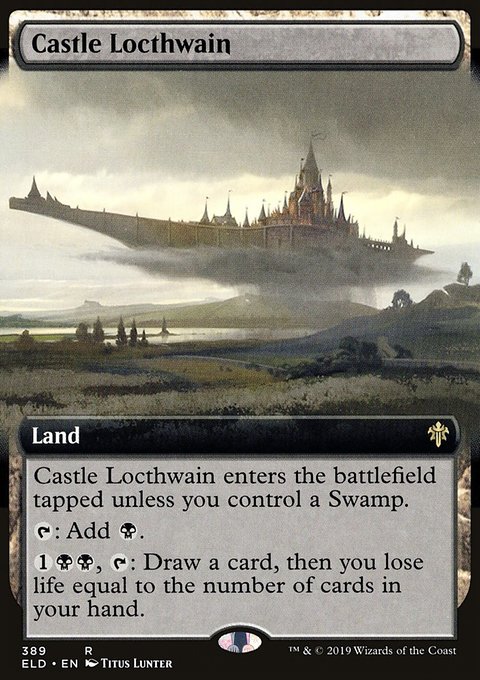 Castle Locthwain
Land
Castle Locthwain enters the battlefield
tapped unless you control a Swamp.
: Add .
1, : Draw a card, then you lose
life equal to the number of cards in
your hand.
389 R
ELD • EN Titus Lunter
™ & © 2019 Wizards of the Coast